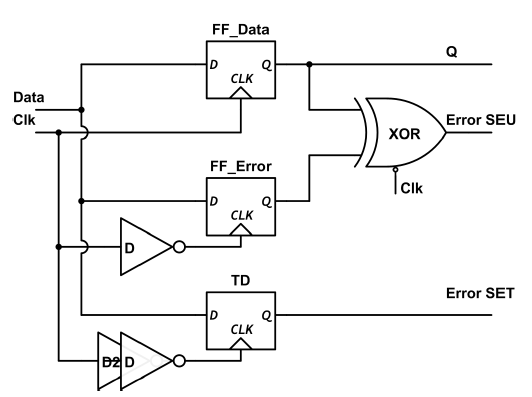 FF_Data
D Q Q
CLK
Data
Clk
XOR Error SEU
FF_Error
D Q Clk
CLK
D
TD Error SET
D Q
CLK
D2 D